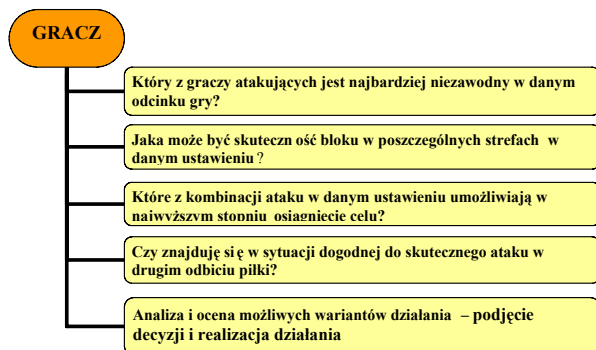 GRACZ
Który z graczy atakujących jest najbardziej niezawodny w danym
odcinku gry?
Jaka może być skuteczn ość bloku w poszczególnych strefach w
danym ustawieniu?
Które z kombinacji ataku w danym ustawieniu umożliwiają w
najwyższym stopniu osiągnięcie celu?
Czy znajduję się w sytuacji dogodnej do skutecznego ataku w
drugim odbiciu piłki?
Analiza i ocena możliwych wariantów działania – podjęcie
decyzji i realizacja działania